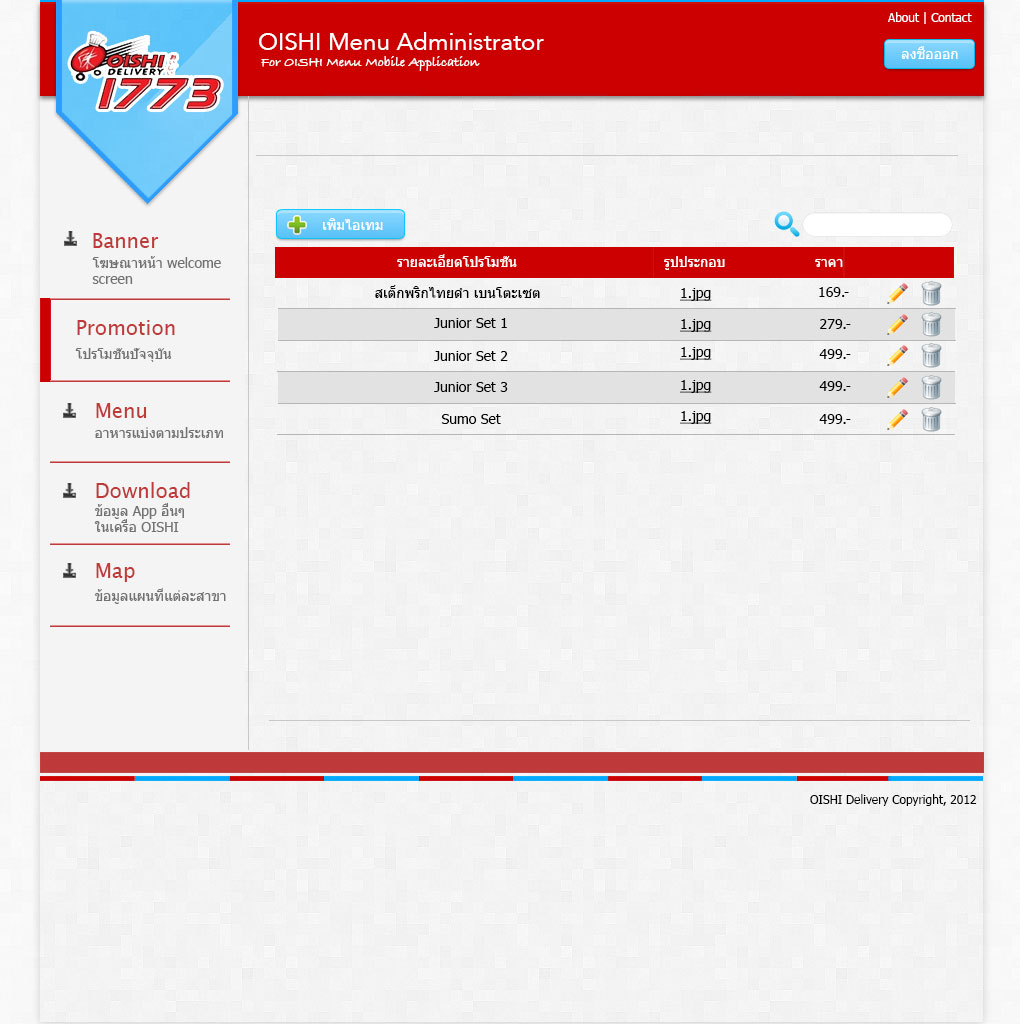 About | Contact
OISHI Menu Administrator
For OISHI Menu Mobile Application
ลงชื่อออก
OISHI
DELIVERY
1773
เพิ่มไอเทม
Banner
โฆษณาหน้า welcome
screen
Promotion
โปรโมชั่นปัจจุบัน
Menu
อาหารแบ่งตามประเภท
Download
ข้อมูล App อื่นๆ
ในเครือ OISHI
Map
ข้อมูลแผนที่แต่ละสาขา
รายละเอียดโปรโมชั่น รูปประกอบ ราคา
สเต็กพริกไทยดำ เบนโตะเซต 1.jpg 169.-
Junior Set 1 1.jpg 279.-
Junior Set 2 1.jpg 499.-
Junior Set 3 1.jpg 499.-
Sumo Set 1.jpg 499.-
OISHI Delivery Copyright, 2012